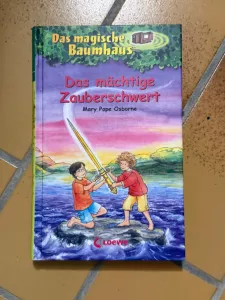 Das magische
Baumhaus
Das mächtige
Zauberschwert
Mary Pope Osborne
Loewe